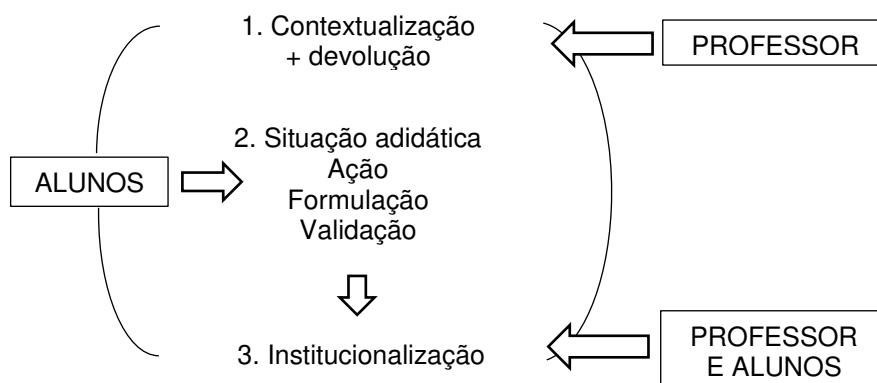 1. Contextualização
+ devolução
PROFESSOR
2. Situação adidática
Ação
Formulação
Validação
ALUNOS
3. Institucionalização
PROFESSOR
E ALUNOS